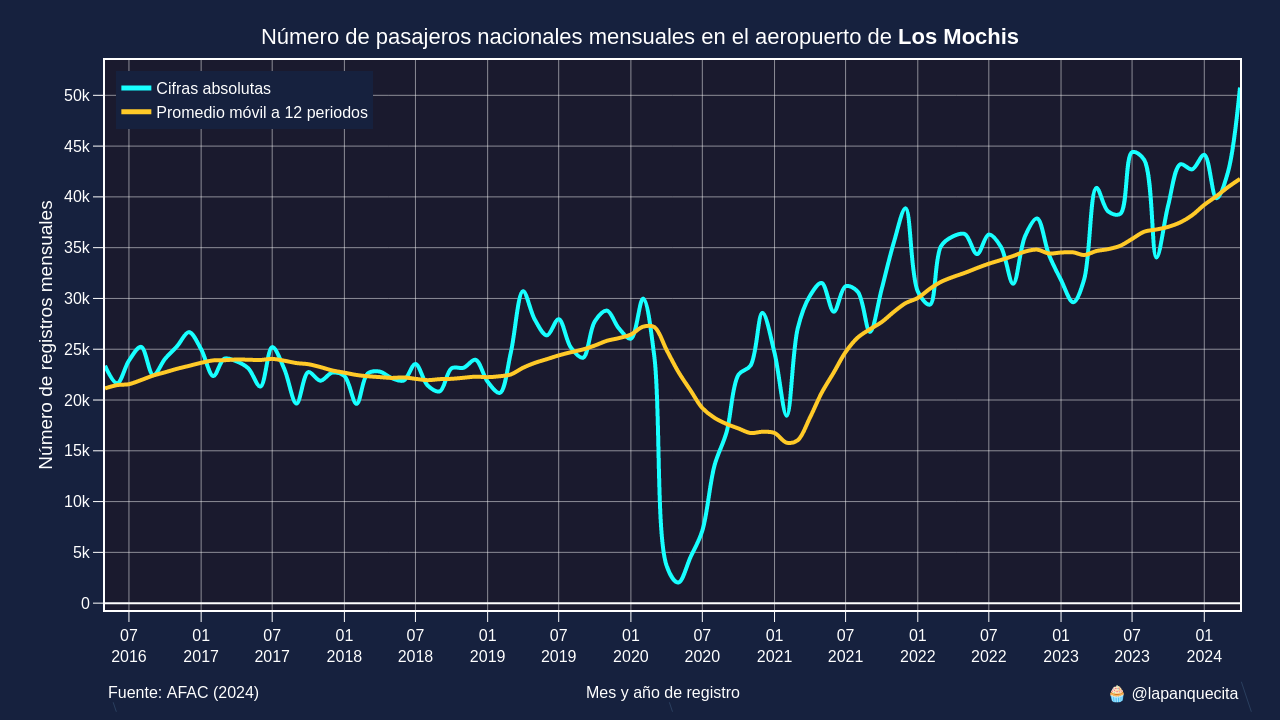 Número de pasajeros nacionales mensuales en el aeropuerto de Los Mochis
Cifras absolutas
Promedio móvil a 12 periodos
Número de registros mensuales
50k
45k
40k
35k
30k
25k
20k
15k
10k
5k
0
07 01 07 01 07 01 07 01 07 01 07 01 07 01 07 01
2016 2017 2017 2018 2018 2019 2019 2020 2020 2021 2021 2022 2022 2023 2023 2024
Fuente: AFAC (2024) Mes y año de registro 🧁 @lapanquecita